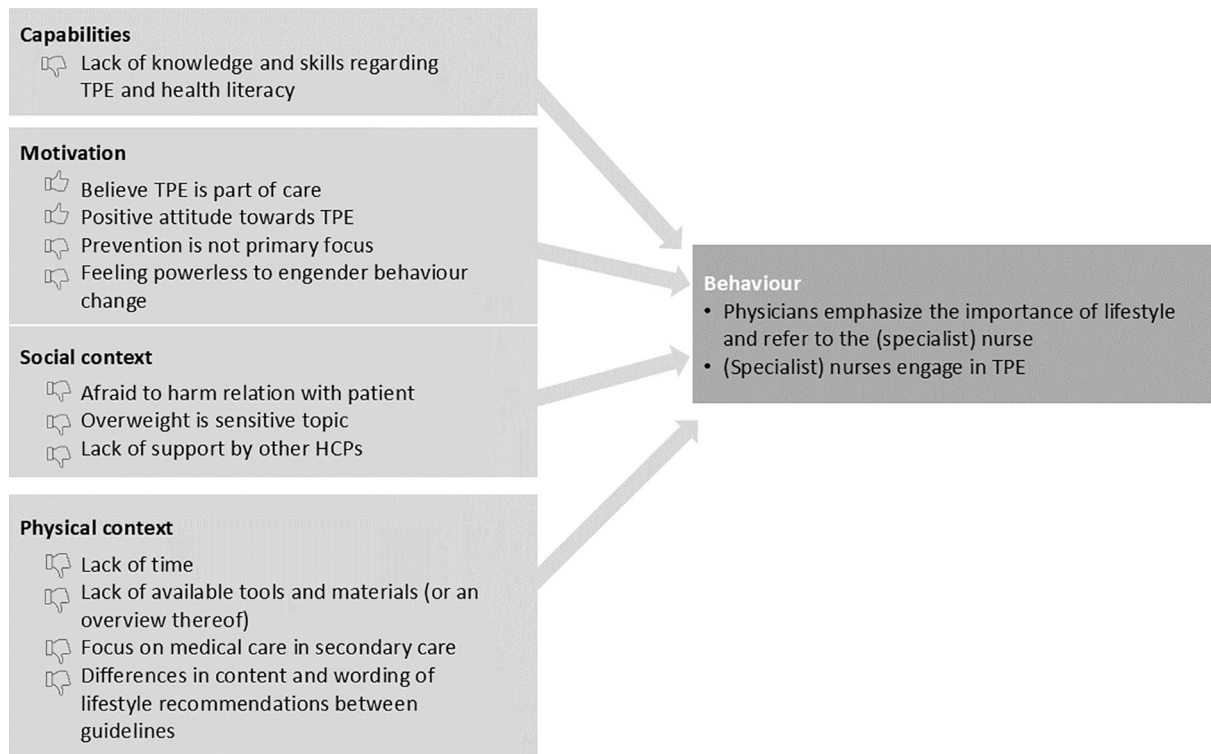 Capabilities
Lack of knowledge and skills regarding
TPE and health literacy
Motivation
Believe TPE is part of care
Positive attitude towards TPE
Prevention is not primary focus
Feeling powerless to engender behaviour
change
Social context
Afraid to harm relation with patient
Overweight is sensitive topic
Lack of support by other HCPs
Physical context
Lack of time
Lack of available tools and materials (or an
overview thereof)
Focus on medical care in secondary care
Differences in content and wording of
lifestyle recommendations between
guidelines
Behaviour
• Physicians emphasize the importance of lifestyle
and refer to the (specialist) nurse
• (Specialist) nurses engage in TPE